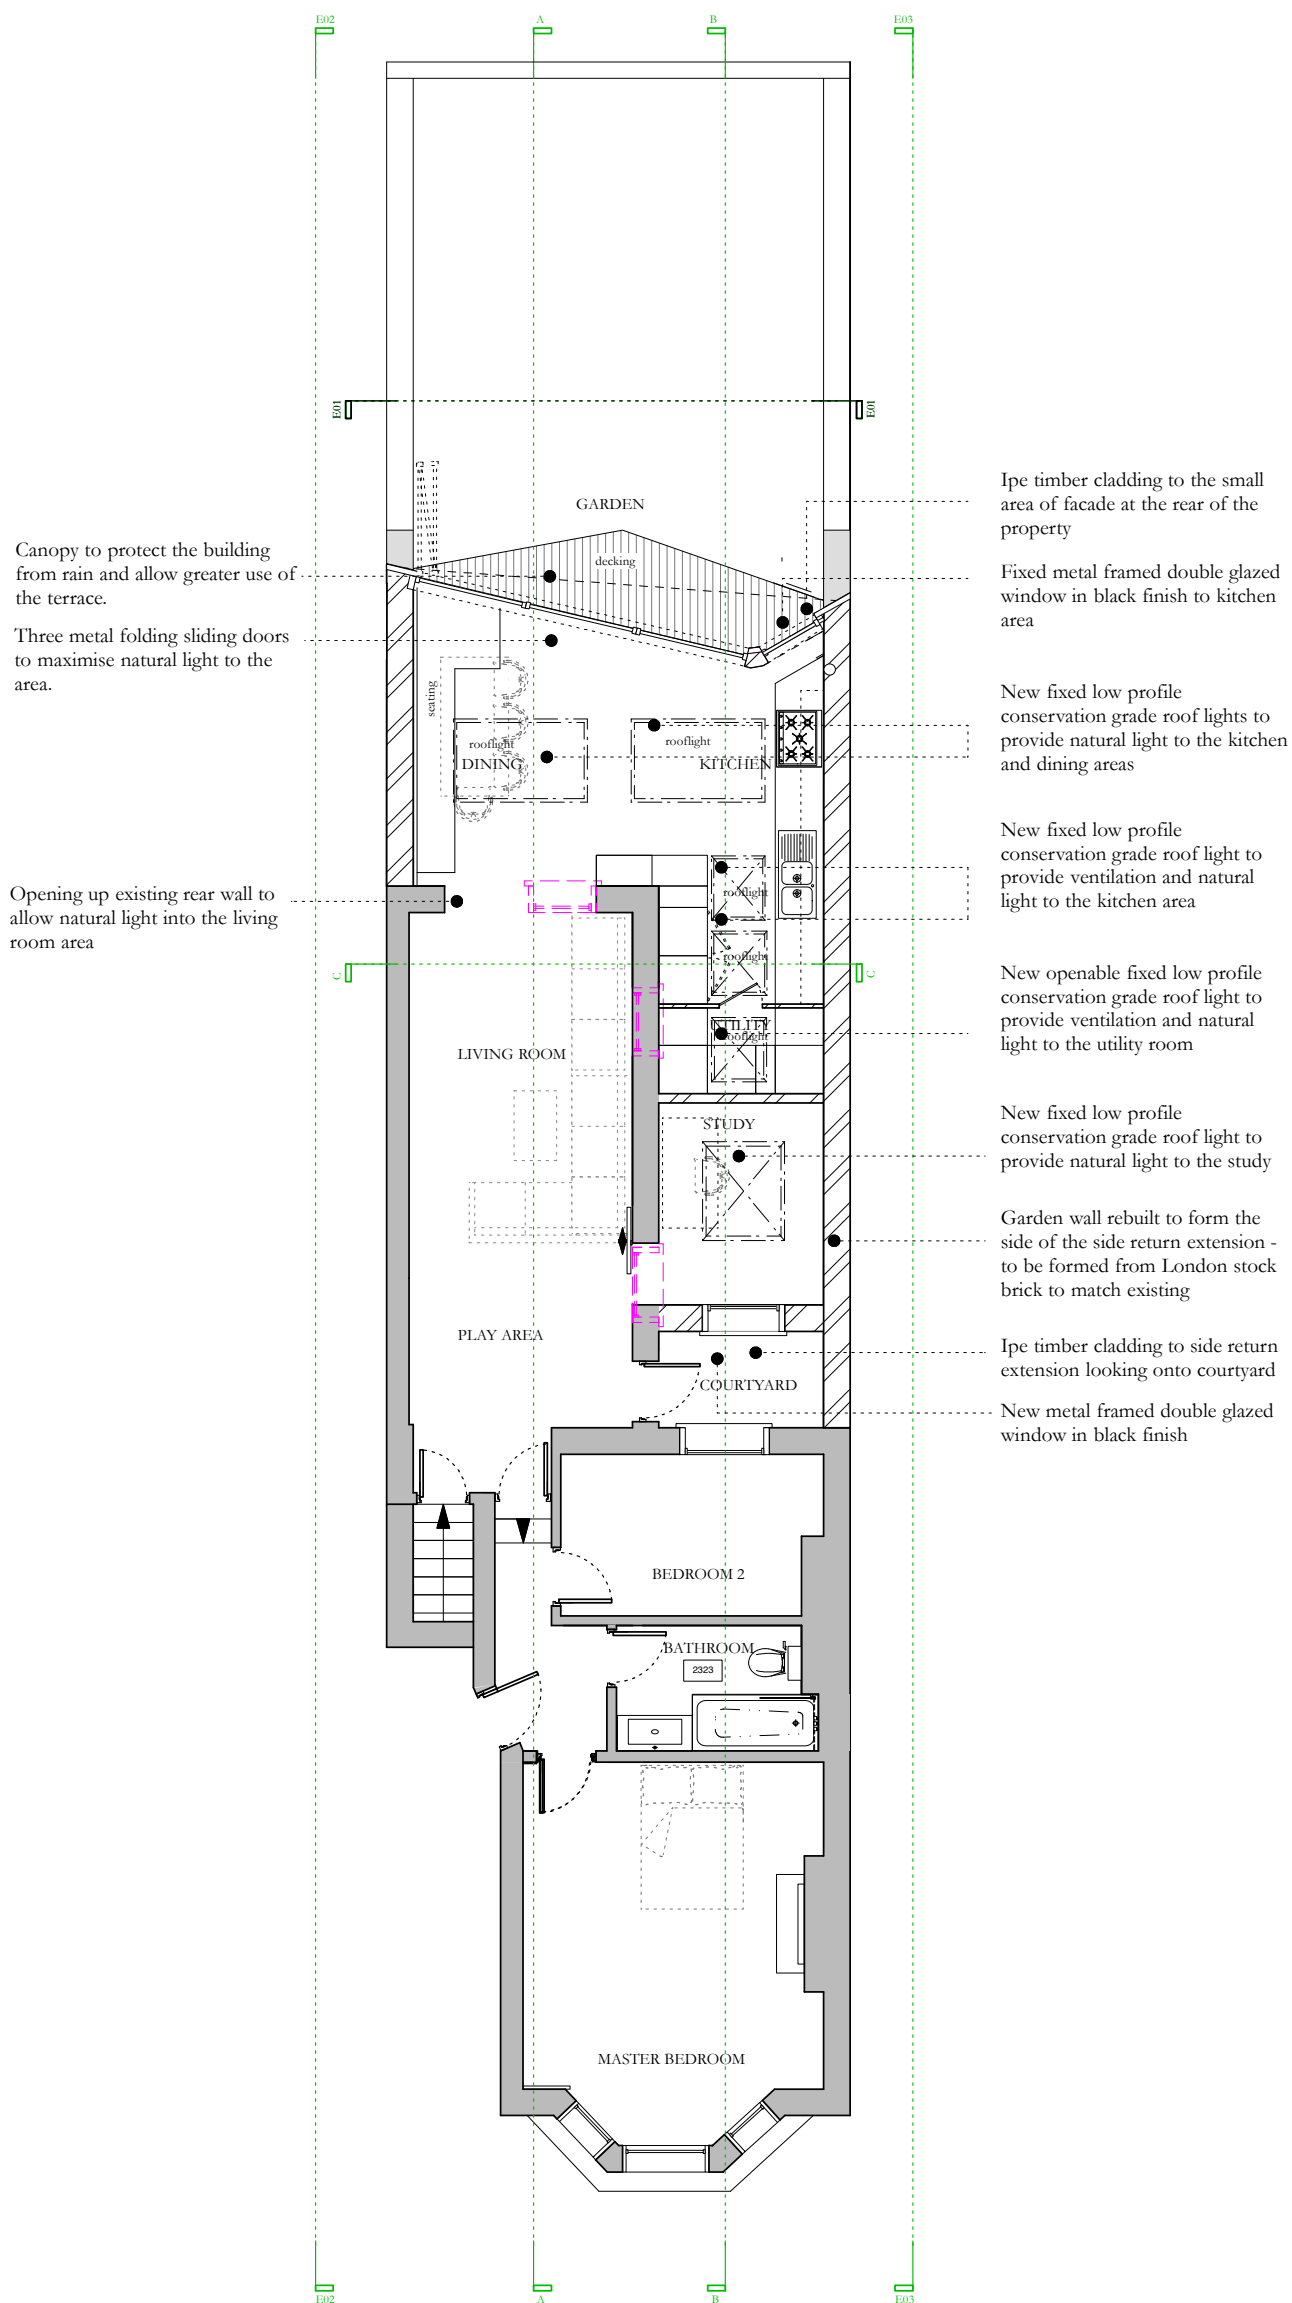 E02
A
B
E03
E01
E01
Ipe timber cladding to the small
area of facade at the rear of the
property
GARDEN
Canopy to protect the building
from rain and allow greater use of
the terrace.
decking
Fixed metal framed double glazed
window in black finish to kitchen
area
Three metal folding sliding doors
to maximise natural light to the
area.
seating
New fixed low profile
conservation grade roof lights to
provide natural light to the kitchen
and dining areas
rooflight
DINING
rooflight
KITCHEN
New fixed low profile
conservation grade roof light to
provide ventilation and natural
light to the kitchen area
rooflight
Opening up existing rear wall to
allow natural light into the living
room area
rooflight
C
C
New openable fixed low profile
conservation grade roof light to
provide ventilation and natural
light to the utility room
UTILITY
rooflight
LIVING ROOM
New fixed low profile
conservation grade roof light to
provide natural light to the study
STUDY
Garden wall rebuilt to form the
side of the side return extension -
to be formed from London stock
brick to match existing
PLAY AREA
Ipe timber cladding to side return
extension looking onto courtyard
COURTYARD
New metal framed double glazed
window in black finish
BEDROOM 2
BATHROOM
2323
MASTER BEDROOM
E02
A
B
E03